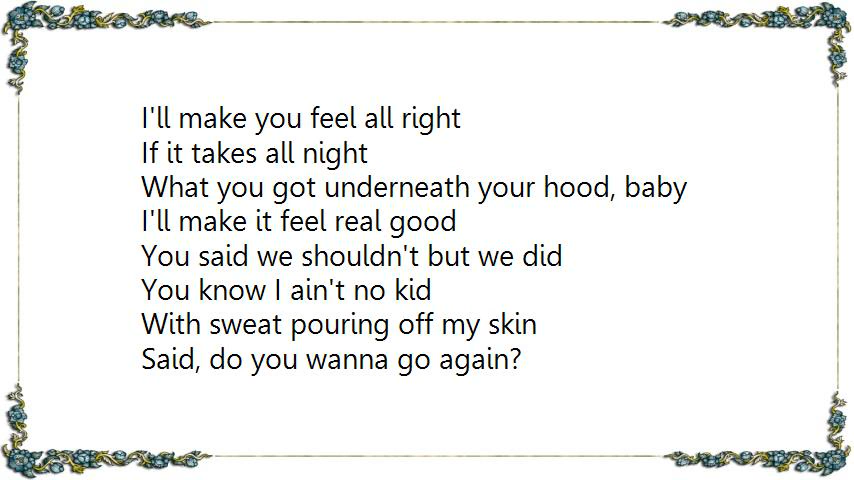 I'll make you feel all right
If it takes all night
What you got underneath your hood, baby
I'll make it feel real good
You said we shouldn't but we did
You know I ain't no kid
With sweat pouring off my skin
Said, do you wanna go again?